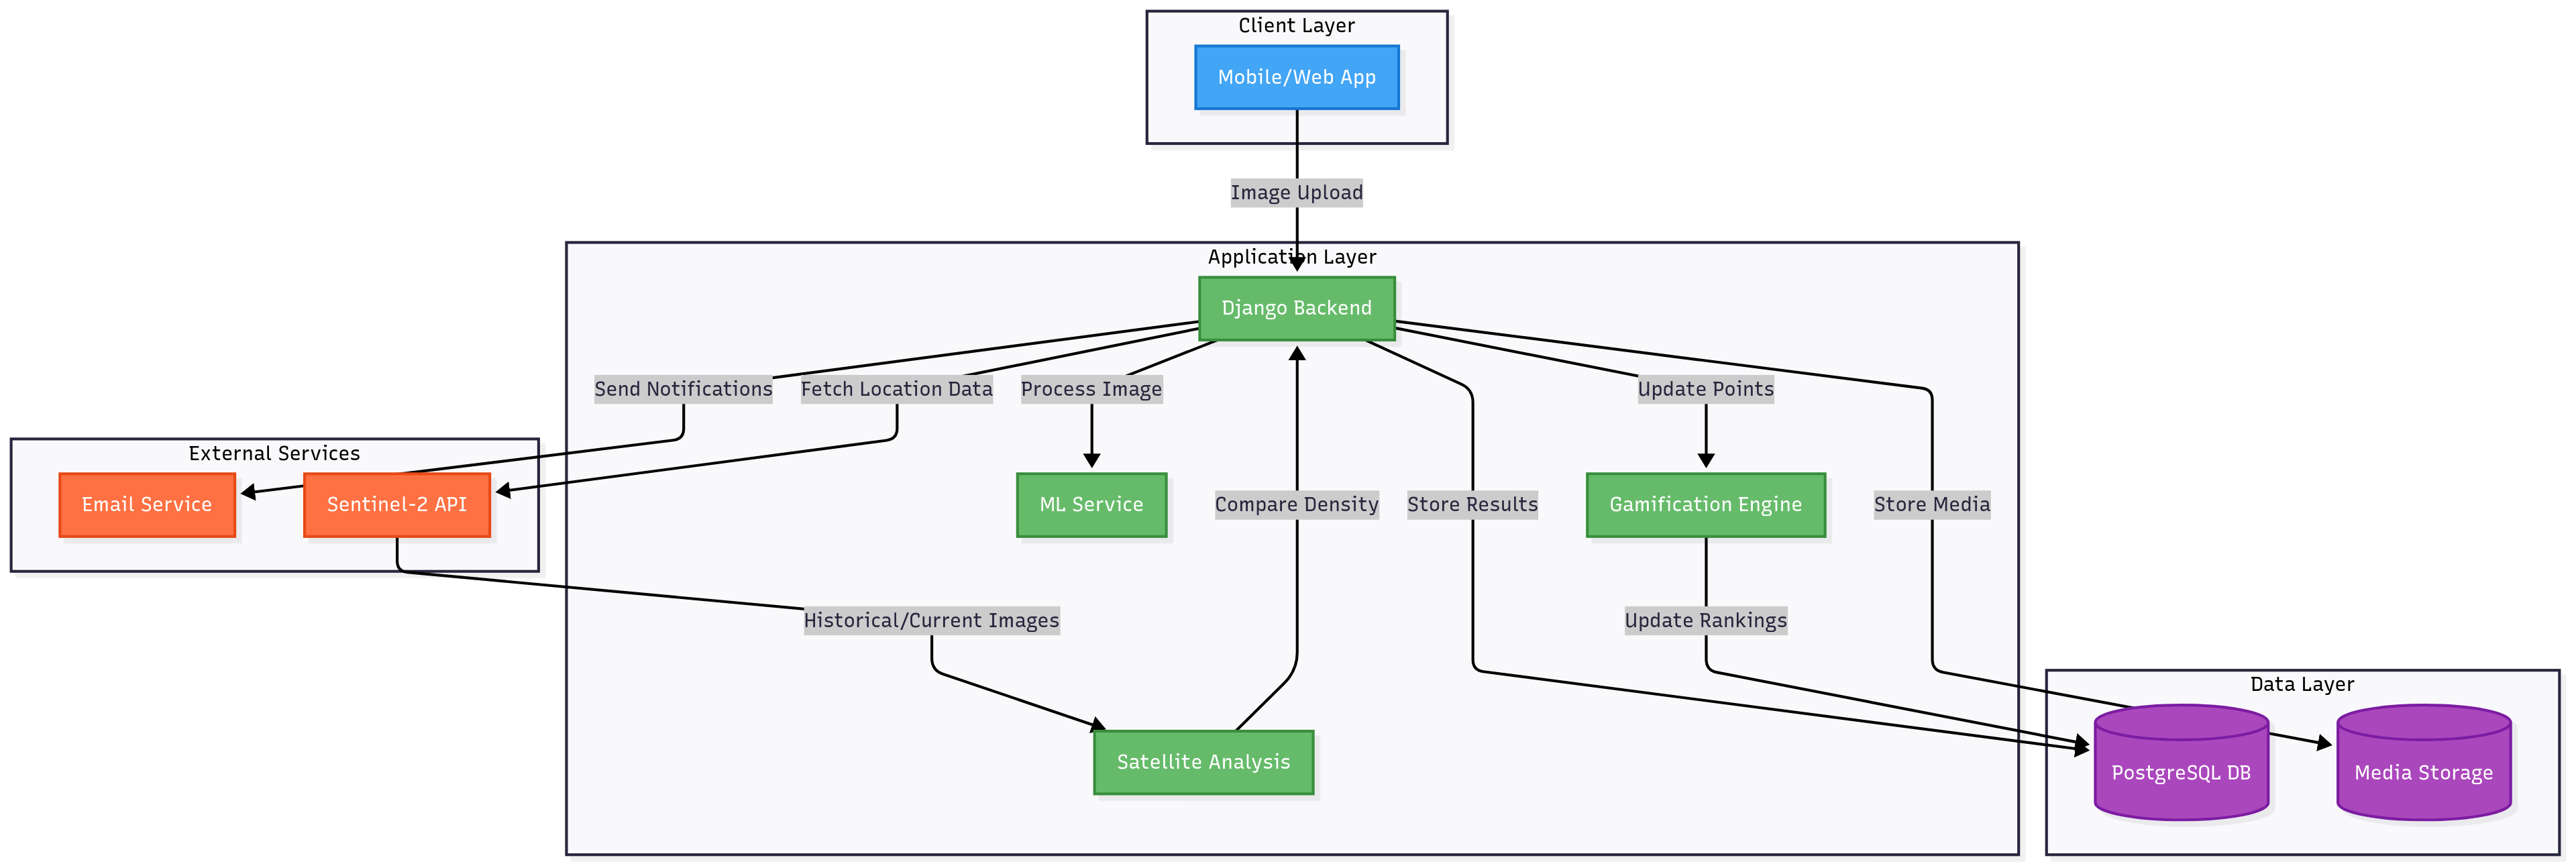 Client Layer
Mobile/Web App
Image Upload
Application Layer
Django Backend
Send Notifications
Fetch Location Data
Process Image
Update Points
External Services
Email Service
Sentinel-2 API
ML Service
Compare Density
Store Results
Gamification Engine
Store Media
Historical/Current Images
Update Rankings
Data Layer
Satellite Analysis
PostgreSQL DB
Media Storage